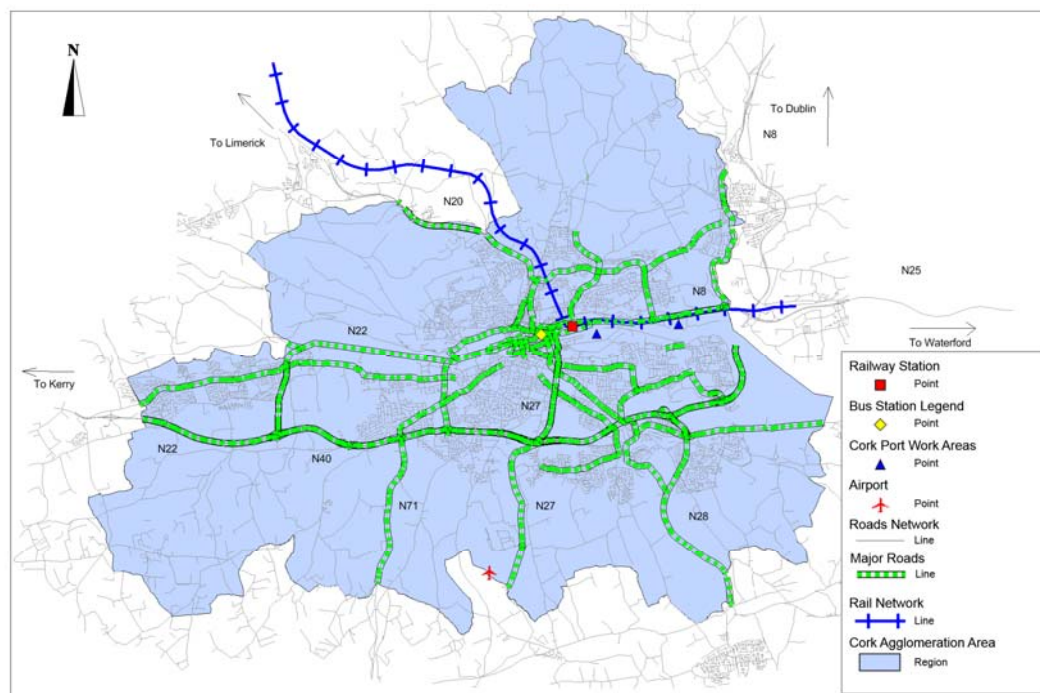 N
To Dublin
N8
To Limerick
N20
N25
N8
N22
To Waterford
To Kerry
N27
N22
N40
N71
N27
N28
Railway Station
Point
Bus Station Legend
Point
Cork Port Work Areas
Point
Airport
Point
Roads Network
Line
Major Roads
Line
Rail Network
Line
Cork Agglomeration Area
Region